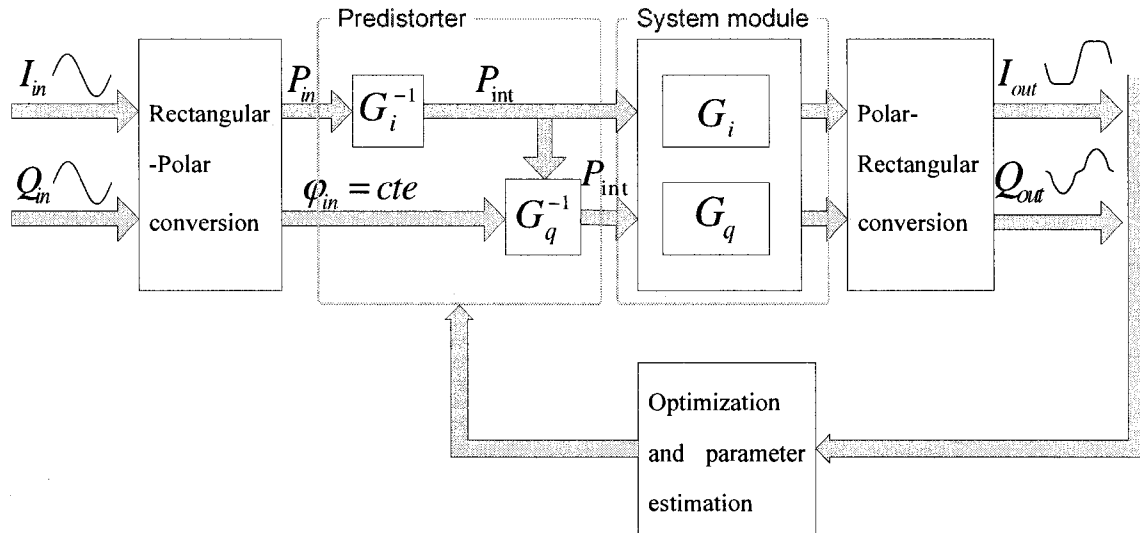 Predistorter
System module
I_in
P_in
G_i^{-1}
P_int
G_i
I_out
Rectangular
-Polar
conversion
Polar-
Rectangular
conversion
Q_in
φ_in = cte
G_q^{-1}
P_int
G_q
Q_out
Optimization
and parameter
estimation